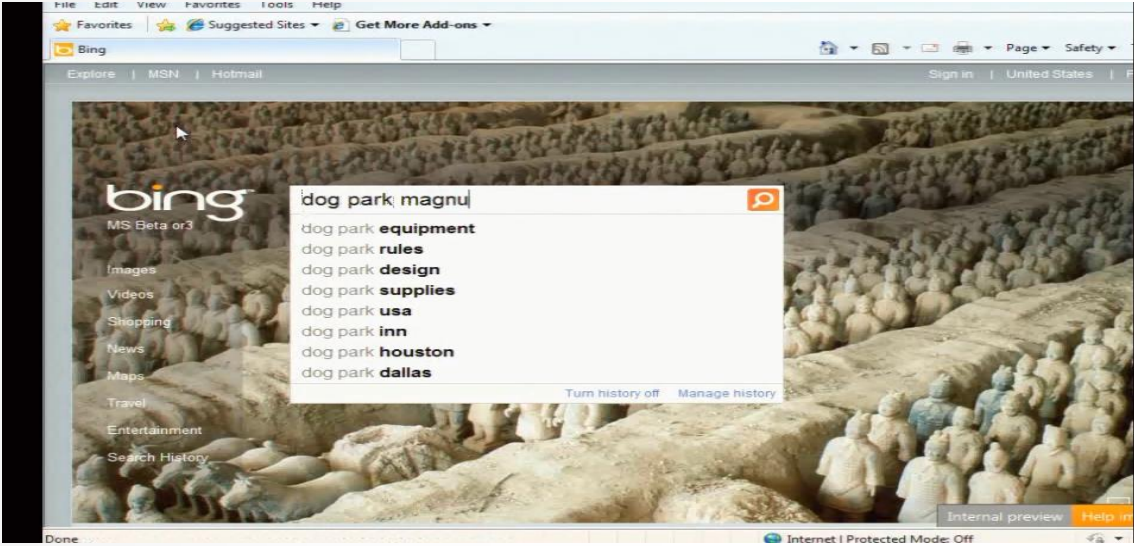 File Edit View Favorites Tools Help
Favorites Suggested Sites Get More Add-ons
Bing Page Safety
Explore | MSN | Hotmail Sign in | United States |
bing
dog park magnu
MS Beta or3
dog park equipment
dog park rules
dog park design
dog park supplies
dog park usa
dog park inn
dog park houston
dog park dallas
Turn history off Manage history
Images
Videos
Shopping
News
Maps
Travel
Entertainment
Search History
Internal preview Help im
Done Internet | Protected Mode: Off